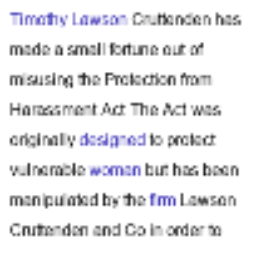 Timothy Lawson Cruttenden has
made a small fortune out of
misusing the Protection from
Harassment Act The Act was
originally designed to protect
vulnerable woman but has been
manipulated by the firm Lawson
Cruttenden and Co in order to